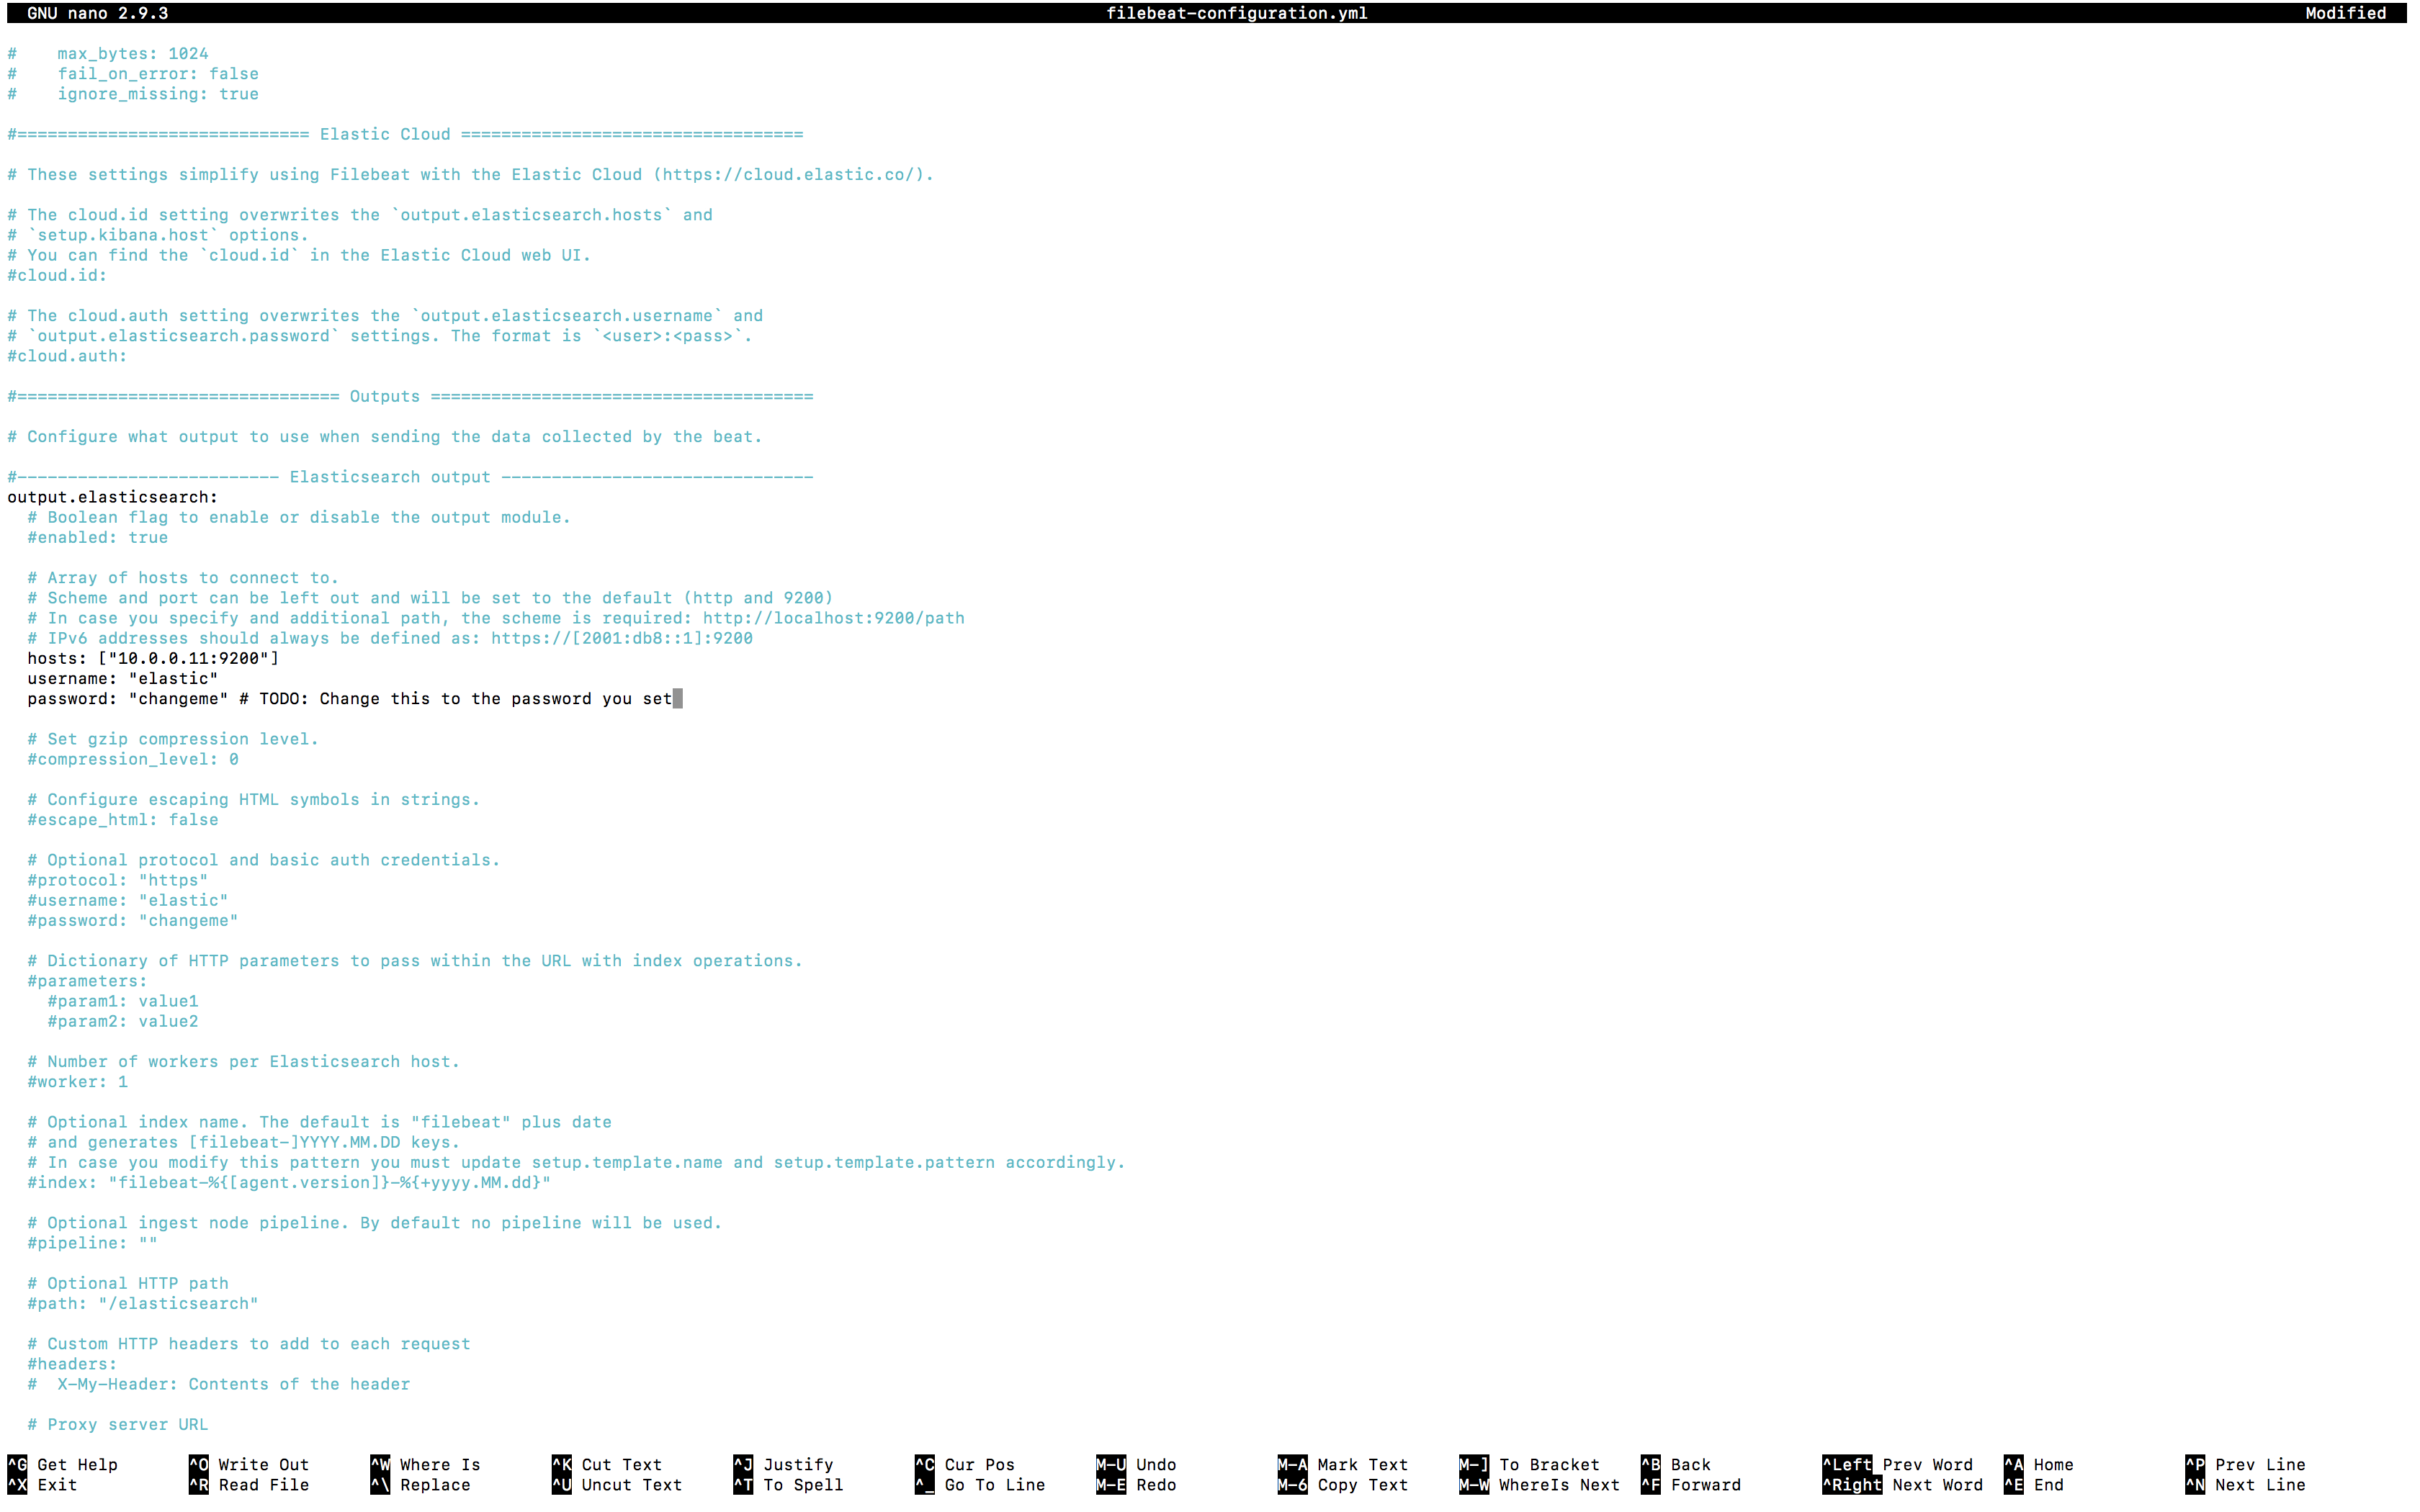 GNU nano 2.9.3 filebeat-configuration.yml Modified
#    max_bytes: 1024
#    fail_on_error: false
#    ignore_missing: true
#============================= Elastic Cloud ==================================
# These settings simplify using Filebeat with the Elastic Cloud (https://cloud.elastic.co/).
# The cloud.id setting overwrites the `output.elasticsearch.hosts` and
# `setup.kibana.host` options.
# You can find the `cloud.id` in the Elastic Cloud web UI.
#cloud.id:
# The cloud.auth setting overwrites the `output.elasticsearch.username` and
# `output.elasticsearch.password` settings. The format is `<user>:<pass>`.
#cloud.auth:
#================================ Outputs ======================================
# Configure what output to use when sending the data collected by the beat.
#-------------------------- Elasticsearch output -------------------------------
output.elasticsearch:
  # Boolean flag to enable or disable the output module.
  #enabled: true
  # Array of hosts to connect to.
  # Scheme and port can be left out and will be set to the default (http and 9200)
  # In case you specify and additional path, the scheme is required: http://localhost:9200/path
  # IPv6 addresses should always be defined as: https://[2001:db8::1]:9200
  hosts: ["10.0.0.11:9200"]
  username: "elastic"
  password: "changeme" # TODO: Change this to the password you set
  # Set gzip compression level.
  #compression_level: 0
  # Configure escaping HTML symbols in strings.
  #escape_html: false
  # Optional protocol and basic auth credentials.
  #protocol: "https"
  #username: "elastic"
  #password: "changeme"
  # Dictionary of HTTP parameters to pass within the URL with index operations.
  #parameters:
    #param1: value1
    #param2: value2
  # Number of workers per Elasticsearch host.
  #worker: 1
  # Optional index name. The default is "filebeat" plus date
  # and generates [filebeat-]YYYY.MM.DD keys.
  # In case you modify this pattern you must update setup.template.name and setup.template.pattern accordingly.
  #index: "filebeat-%{[agent.version]}-%{+yyyy.MM.dd}"
  # Optional ingest node pipeline. By default no pipeline will be used.
  #pipeline: ""
  # Optional HTTP path
  #path: "/elasticsearch"
  # Custom HTTP headers to add to each request
  #headers:
  #  X-My-Header: Contents of the header
  # Proxy server URL
^G Get Help ^O Write Out ^W Where Is ^K Cut Text ^J Justify ^C Cur Pos M-U Undo M-A Mark Text M-] To Bracket ^B Back ^Left Prev Word ^A Home ^P Prev Line
^X Exit ^R Read File ^\ Replace ^U Uncut Text ^T To Spell ^_ Go To Line M-E Redo M-6 Copy Text M-W WhereIs Next ^F Forward ^Right Next Word ^E End ^N Next Line